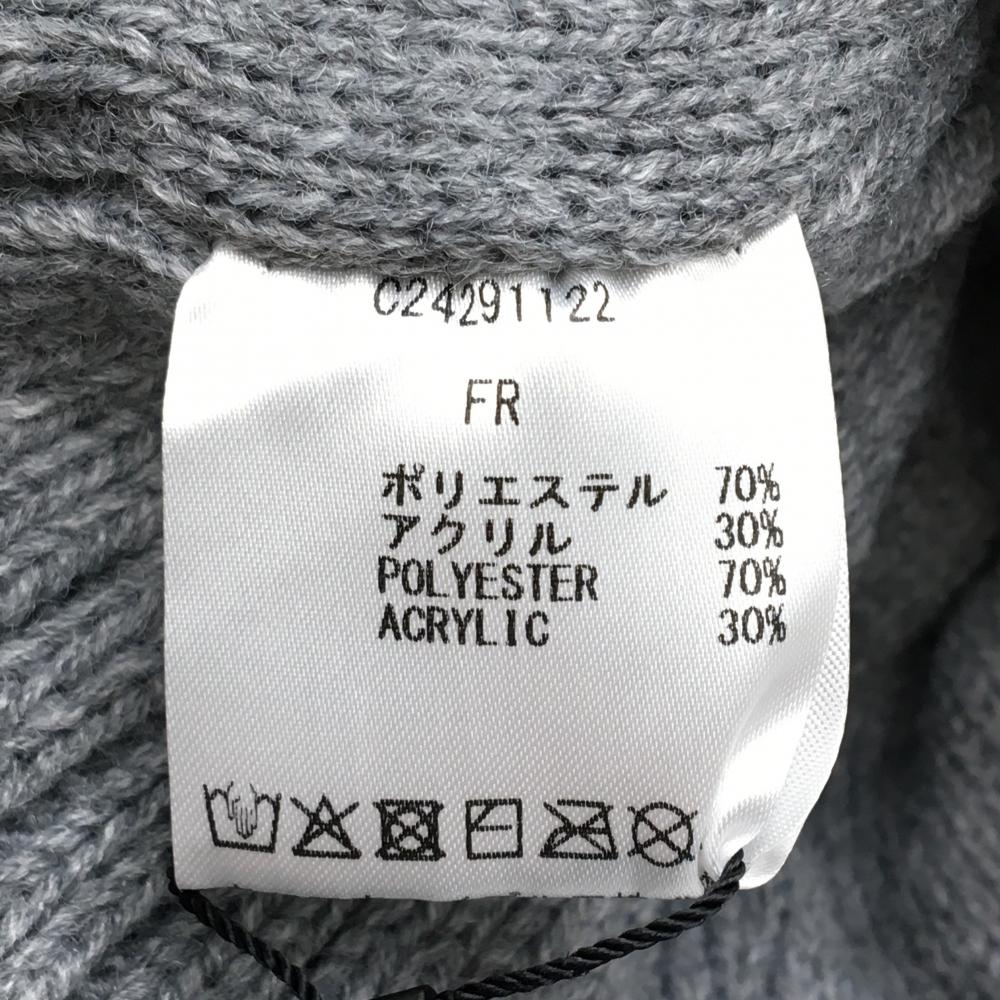 C24291122
FR
ポリエステル 70%
アクリル 30%
POLYESTER 70%
ACRYLIC 30%